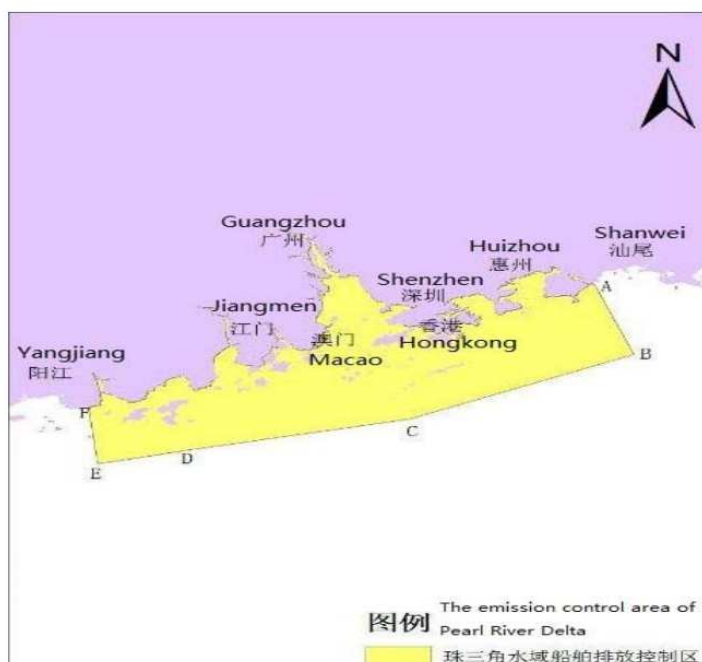 N
Guangzhou
广州
Shanwei
汕尾
Huizhou
惠州
Shenzhen
深圳
A
Jiangmen
江门
澳门
香港
Macao
Hongkong
Yangjiang
阳江
B
F
C
D
E
图例
The emission control area of
Pearl River Delta
珠三角水域船舶排放控制区